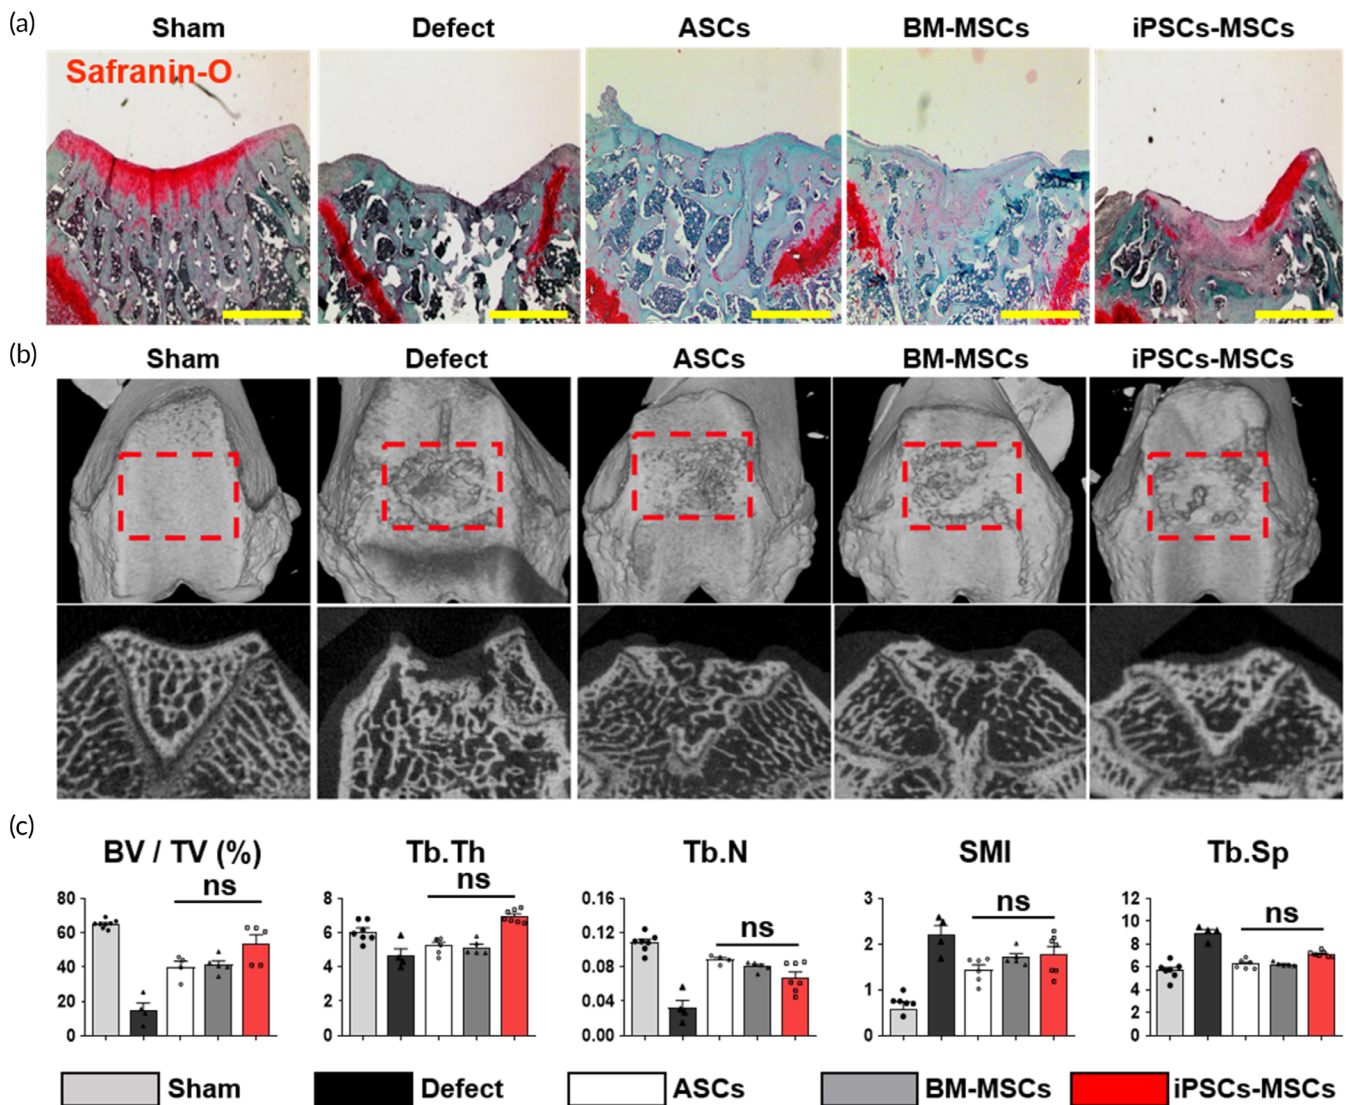 (a)
Sham Defect ASCs BM-MSCs iPSCs-MSCs
Safranin-O
(b)
Sham Defect ASCs BM-MSCs iPSCs-MSCs
(c)
BV / TV (%) Tb.Th Tb.N SMI Tb.Sp
ns ns ns ns ns
80 8 0.16 3 12
10
60 6 0.12
2 8
40 4 0.08 6
1 4
20 2 0.04
2
0 0 0.00 0 0
Sham Defect ASCs BM-MSCs iPSCs-MSCs